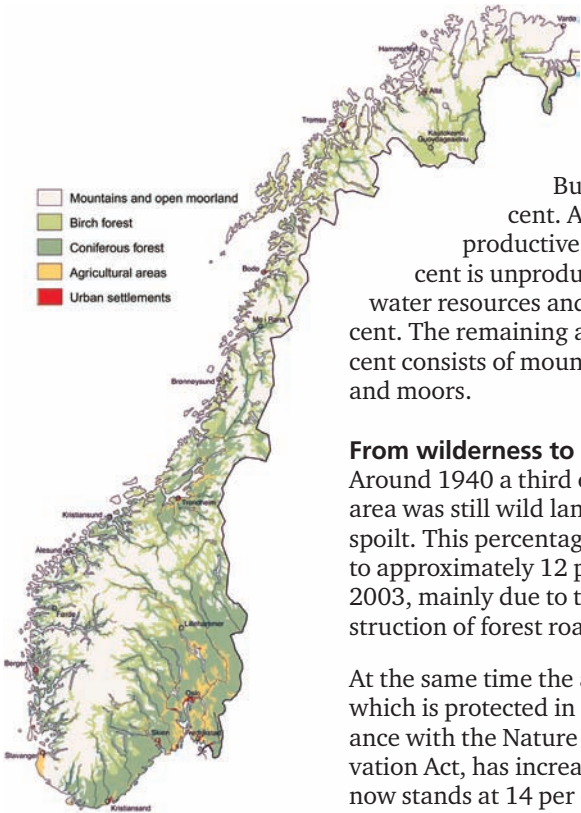 Vardø
Hammerfest
Alta
Tromsø
Kautokeino
Mountains and open moorland
Birch forest
Coniferous forest
Agricultural areas
Urban settlements
Bodø
Mo i Rana
Brønnøysund
Trondheim
Kristiansund
Ålesund
Førde
Lillehammer
Bergen
Oslo
Skien
Fredrikstad
Stavanger
Kristiansand
Bu
cent. A
productive
cent is unprodu
water resources and
cent. The remaining a
cent consists of moun
and moors.
From wilderness to
Around 1940 a third o
area was still wild lan
spoilt. This percentag
to approximately 12 p
2003, mainly due to t
struction of forest roa
At the same time the a
which is protected in
ance with the Nature
vation Act, has increa
now stands at 14 per